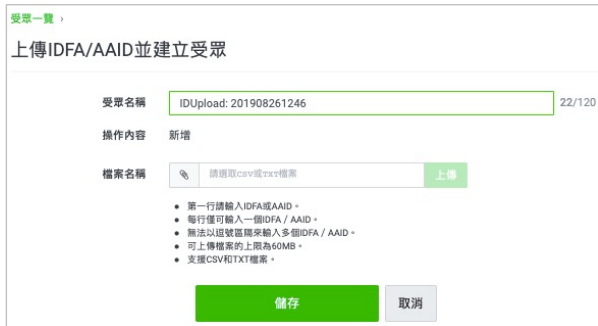 受眾一覽 ›
上傳IDFA/AAID並建立受眾
受眾名稱 IDUpload: 201908261246 22/120
操作內容 新增
檔案名稱 請選取CSV或TXT檔案 上傳
• 第一行請輸入IDFA或AAID。
• 每行僅可輸入一個IDFA / AAID。
• 無法以逗號區隔來輸入多個IDFA / AAID。
• 可上傳檔案的上限為60MB。
• 支援CSV和TXT檔案。
儲存 取消